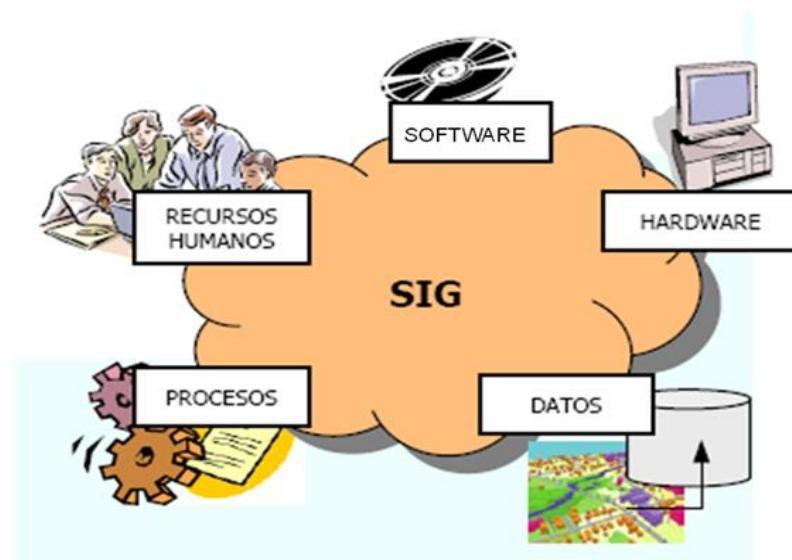 SOFTWARE
RECURSOS
HUMANOS
HARDWARE
SIG
PROCESOS
DATOS